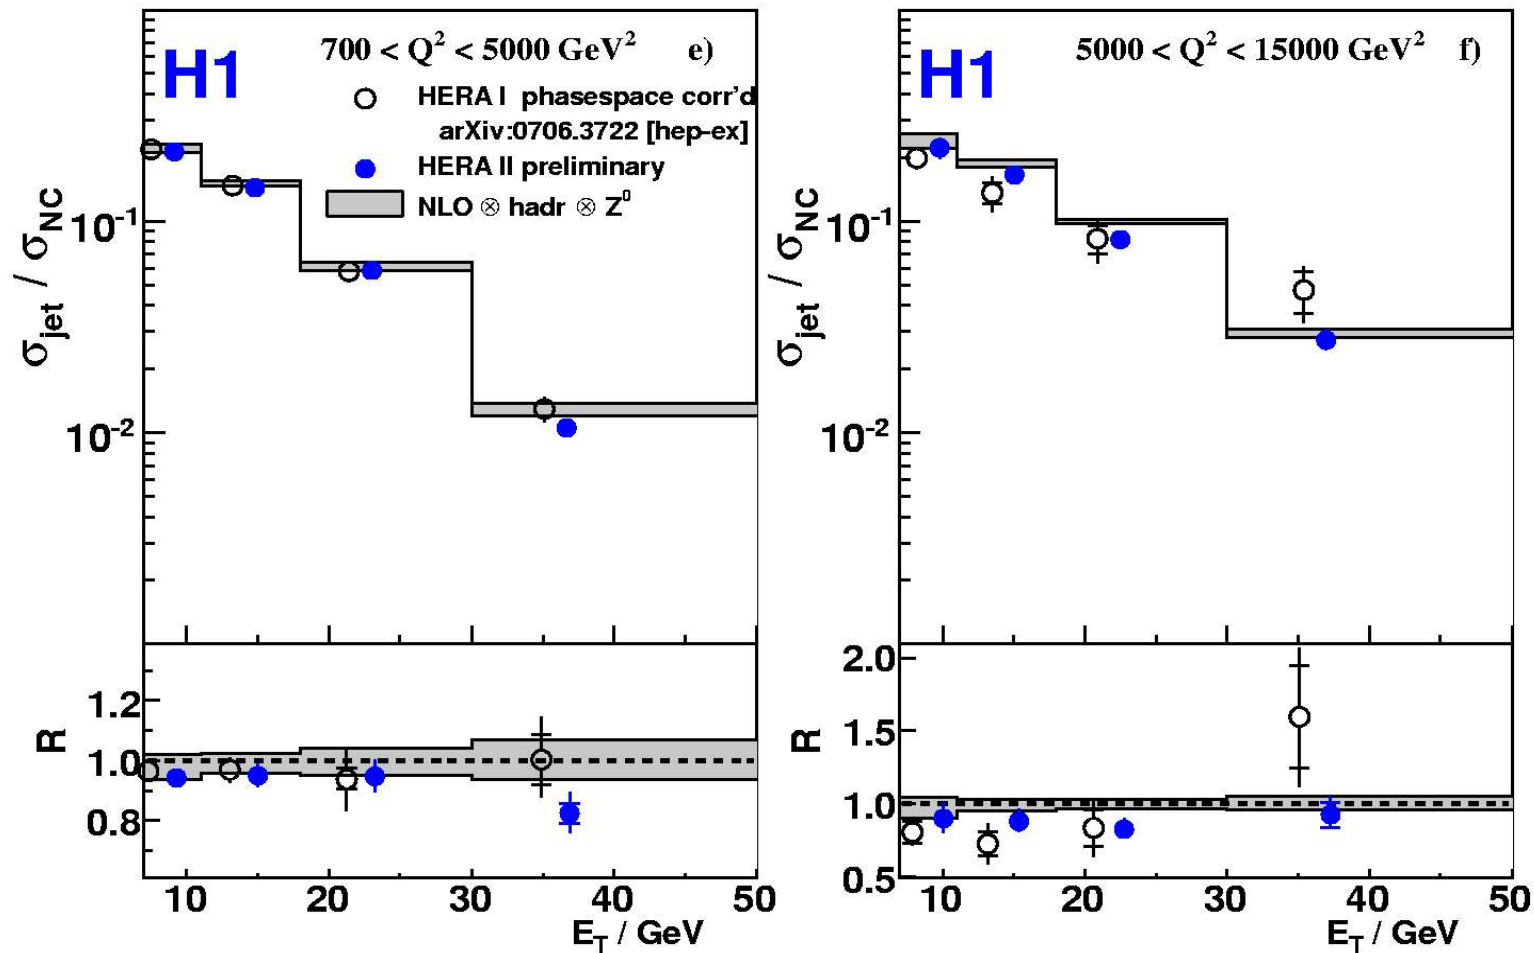 H1
700 < Q² < 5000 GeV² e)
HERA I phasespace corr'd
arXiv:0706.3722 [hep-ex]
HERA II preliminary
NLO ⊗ hadr ⊗ Z⁰
σjet / σNC
10⁻¹
10⁻²
R
1.2
1.0
0.8
10 20 30 40 50
E_T / GeV
H1
5000 < Q² < 15000 GeV² f)
σjet / σNC
10⁻¹
10⁻²
R
2.0
1.5
1.0
0.5
10 20 30 40 50
E_T / GeV